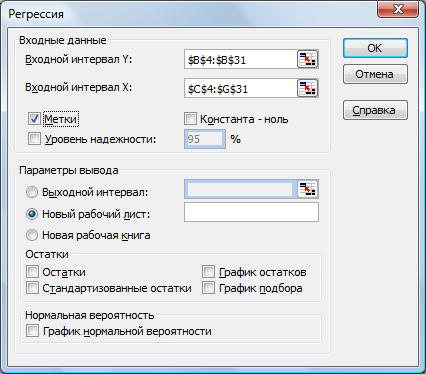 Регрессия
Входные данные
Входной интервал Y: $B$4:$B$31
Входной интервал X: $C$4:$G$31
Метки Константа - ноль
Уровень надежности: 95 %
ОК
Отмена
Справка
Параметры вывода
Выходной интервал:
Новый рабочий лист:
Новая рабочая книга
Остатки
Остатки График остатков
Стандартизованные остатки График подбора
Нормальная вероятность
График нормальной вероятности